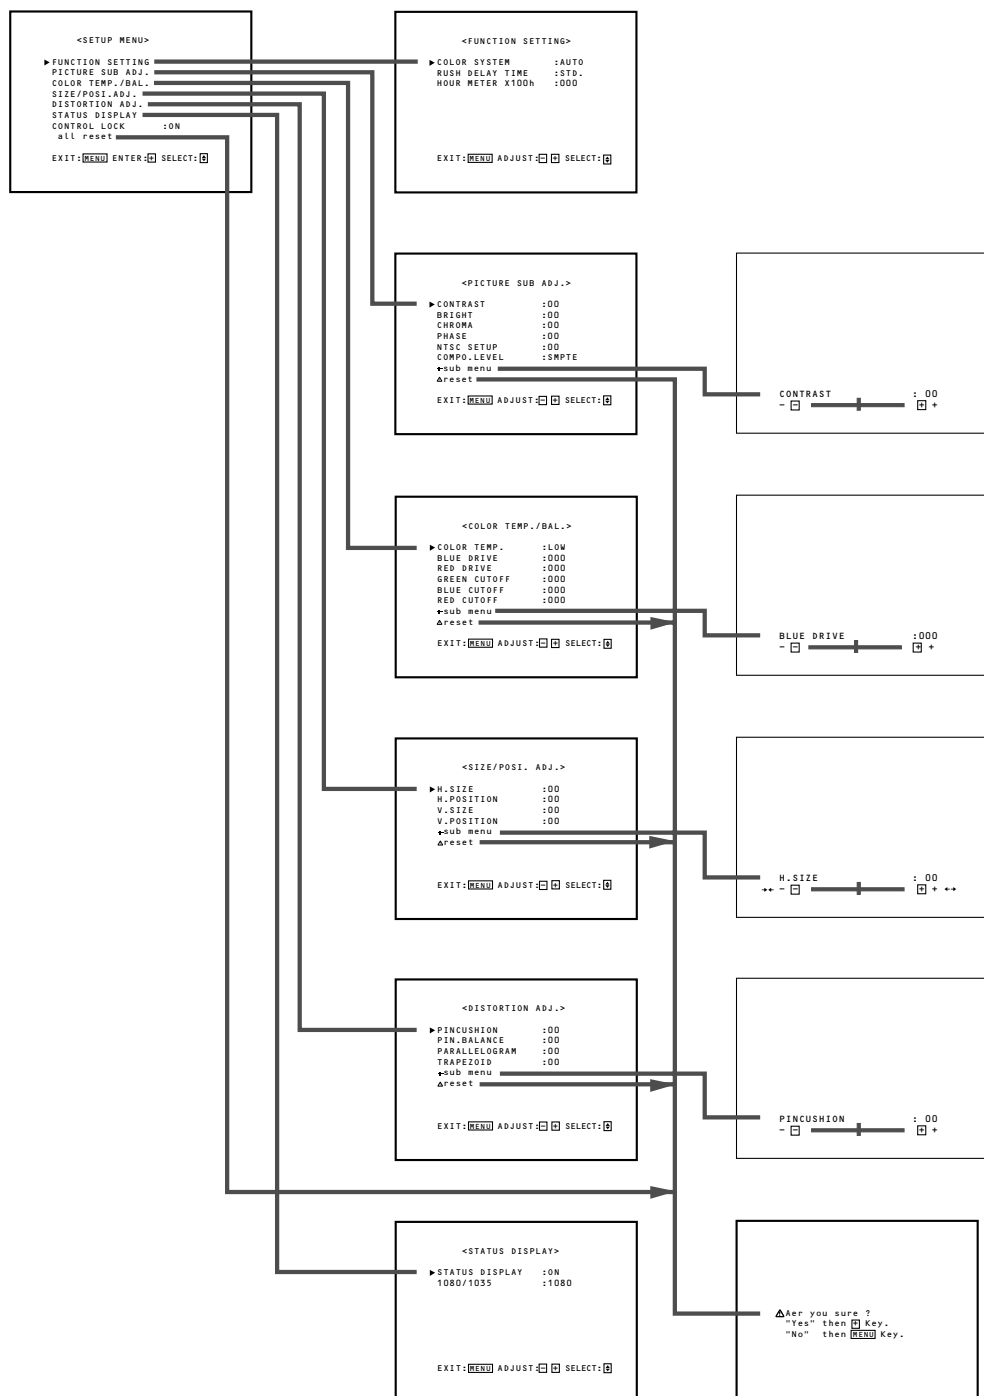 <SETUP MENU>
▶FUNCTION SETTING
PICTURE SUB ADJ.
COLOR TEMP./BAL.
SIZE/POSI.ADJ.
DISTORTION ADJ.
STATUS DISPLAY
CONTROL LOCK :ON
all reset
EXIT:MENU ENTER:+ SELECT:
<FUNCTION SETTING>
▶COLOR SYSTEM :AUTO
RUSH DELAY TIME :STD.
HOUR METER X100h :000
EXIT:MENU ADJUST:- + SELECT:
<PICTURE SUB ADJ.>
▶CONTRAST :00
BRIGHT :00
CHROMA :00
PHASE :00
NTSC SETUP :00
COMPO.LEVEL :SMPTE
+sub menu
△reset
EXIT:MENU ADJUST:- + SELECT:
CONTRAST : 00
- - + +
<COLOR TEMP./BAL.>
▶COLOR TEMP. :LOW
BLUE DRIVE :000
RED DRIVE :000
GREEN CUTOFF :000
BLUE CUTOFF :000
RED CUTOFF :000
+sub menu
△reset
EXIT:MENU ADJUST:- + SELECT:
BLUE DRIVE :000
- - + +
<SIZE/POSI. ADJ.>
▶H.SIZE :00
H.POSITION :00
V.SIZE :00
V.POSITION :00
+sub menu
△reset
EXIT:MENU ADJUST:- + SELECT:
H.SIZE : 00
→← - - + + ←→
<DISTORTION ADJ.>
▶PINCUSHION :00
PIN.BALANCE :00
PARALLELOGRAM :00
TRAPEZOID :00
+sub menu
△reset
EXIT:MENU ADJUST:- + SELECT:
PINCUSHION : 00
- - + +
<STATUS DISPLAY>
▶STATUS DISPLAY :ON
1080/1035 :1080
EXIT:MENU ADJUST:- + SELECT:
⚠Aer you sure ?
"Yes" then + Key.
"No" then MENU Key.